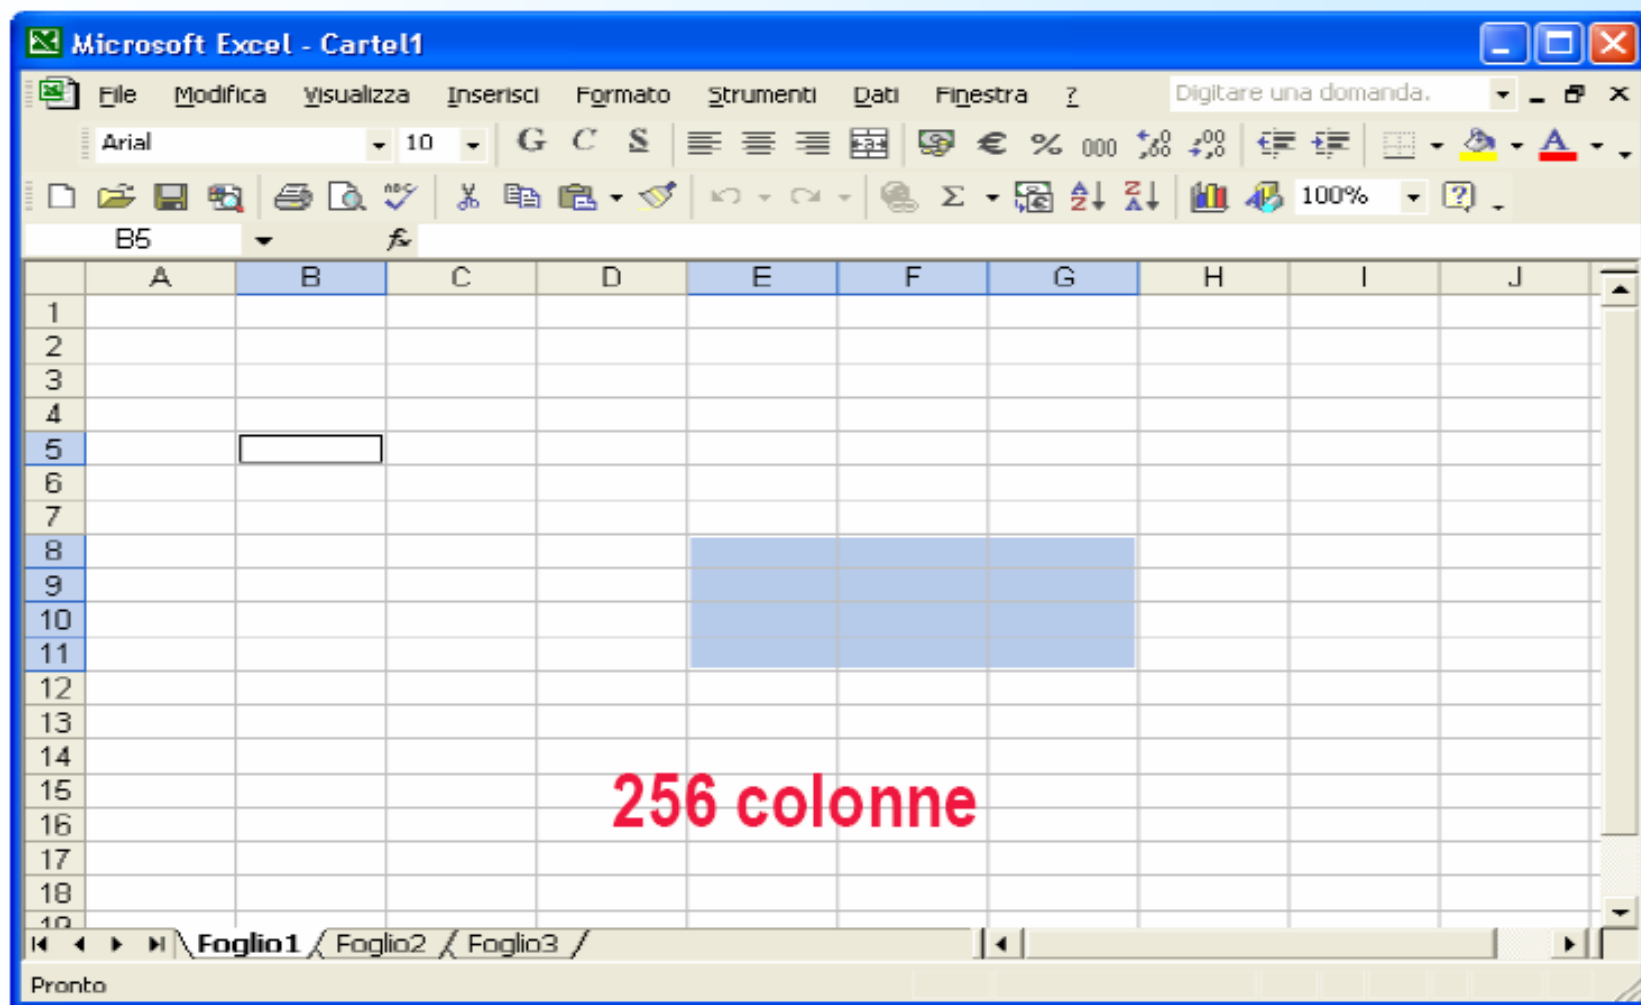 Microsoft Excel - Cartel1
File Modifica Visualizza Inserisci Formato Strumenti Dati Finestra ? Digitare una domanda.
Arial 10 G C S € % 000
Σ 100%
B5 fx
A B C D E F G H I J
1
2
3
4
5
6
7
8
9
10
11
12
13
14
15
256 colonne
16
17
18
19
Foglio1 Foglio2 Foglio3
Pronto